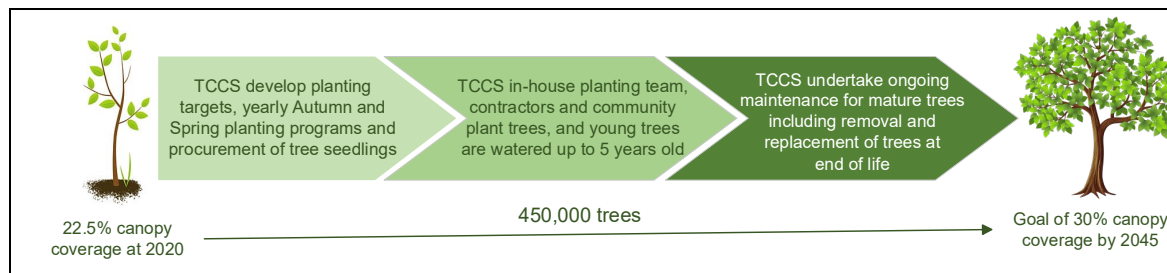 TCCS develop planting
targets, yearly Autumn and
Spring planting programs and
procurement of tree seedlings
TCCS in-house planting team,
contractors and community
plant trees, and young trees
are watered up to 5 years old
TCCS undertake ongoing
maintenance for mature trees
including removal and
replacement of trees at
end of life
22.5% canopy
coverage at 2020
450,000 trees
Goal of 30% canopy
coverage by 2045